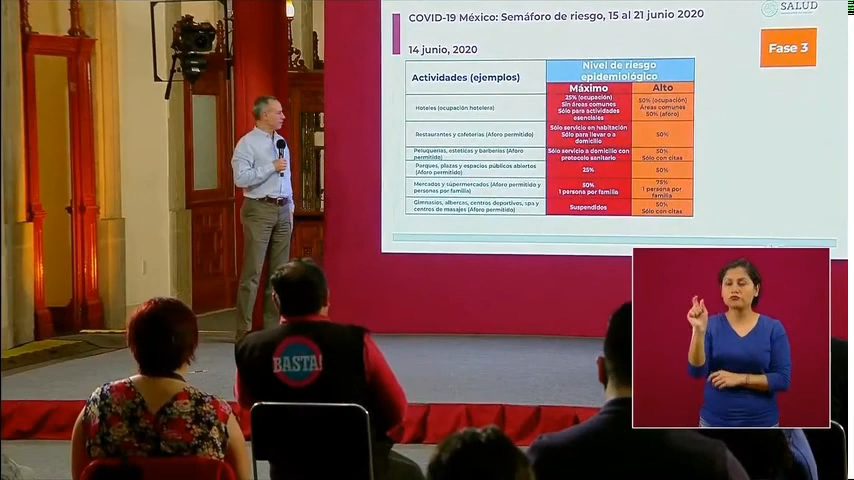 SALUD
COVID-19 México: Semáforo de riesgo, 15 al 21 junio 2020
Fase 3
14 junio, 2020
Actividades (ejemplos)
Nivel de riesgo
epidemiológico
Máximo
Alto
Hoteles (ocupación hotelera)
25% (ocupación)
Sin áreas comunes
Sólo para actividades
esenciales
50% (ocupación)
Áreas comunes
50% (aforo)
Restaurantes y cafeterías (Aforo permitido)
Sólo servicio en habitación
Sólo para llevar o a
domicilio
50%
Peluquerías, estéticas y barberías (Aforo
permitido)
Sólo servicio a domicilio con
protocolo sanitario
50%
Sólo con citas
Parques, plazas y espacios públicos abiertos
(Aforo permitido)
25%
50%
Mercados y súpermercados (Aforo permitido y
personas por familia)
50%
1 persona por familia
75%
1 persona por
familia
Gimnasios, albercas, centros deportivos, spa y
centros de masajes (Aforo permitido)
Suspendidos
50%
Sólo con citas
BASTA!